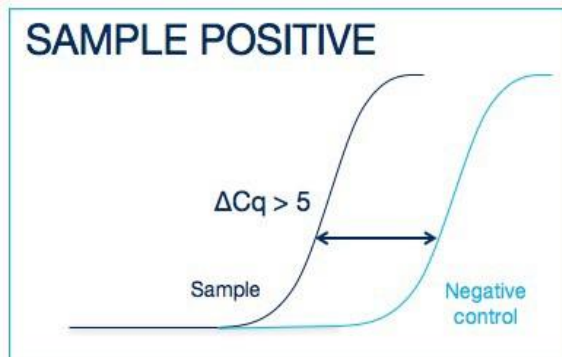 SAMPLE POSITIVE
ΔCq > 5
Sample
Negative
control